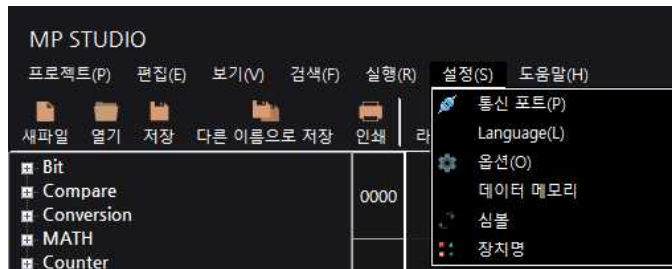 MP STUDIO
프로젝트(P) 편집(E) 보기(V) 검색(F) 실행(R) 설정(S) 도움말(H)
새파일 열기 저장 다른 이름으로 저장 인쇄 라
통신 포트(P)
Language(L)
옵션(O)
데이터 메모리
심볼
장치명
Bit
Compare
Conversion
MATH
Counter
0000